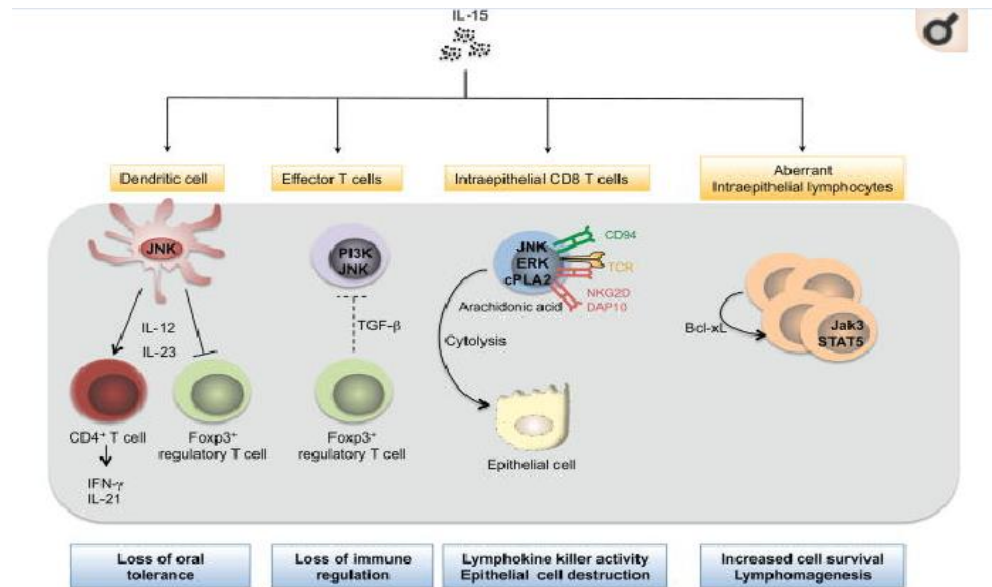 IL-15
Dendritic cell
Effector T cells
Intraepithelial CD8 T cells
Aberrant
Intraepithelial lymphocytes
JNK
IL-12
IL-23
CD4+ T cell
IFN-γ
IL-21
Foxp3+
regulatory T cell
PI3K
JNK
TGF-β
Foxp3+
regulatory T cell
JNK
ERK
cPLA2
CD94
TCR
NKG2D
DAP10
Arachidonic acid
Cytolysis
Epithelial cell
Bcl-xL
Jak3
STAT5
Loss of oral
tolerance
Loss of immune
regulation
Lymphokine killer activity
Epithelial cell destruction
Increased cell survival
Lymphomagenesis